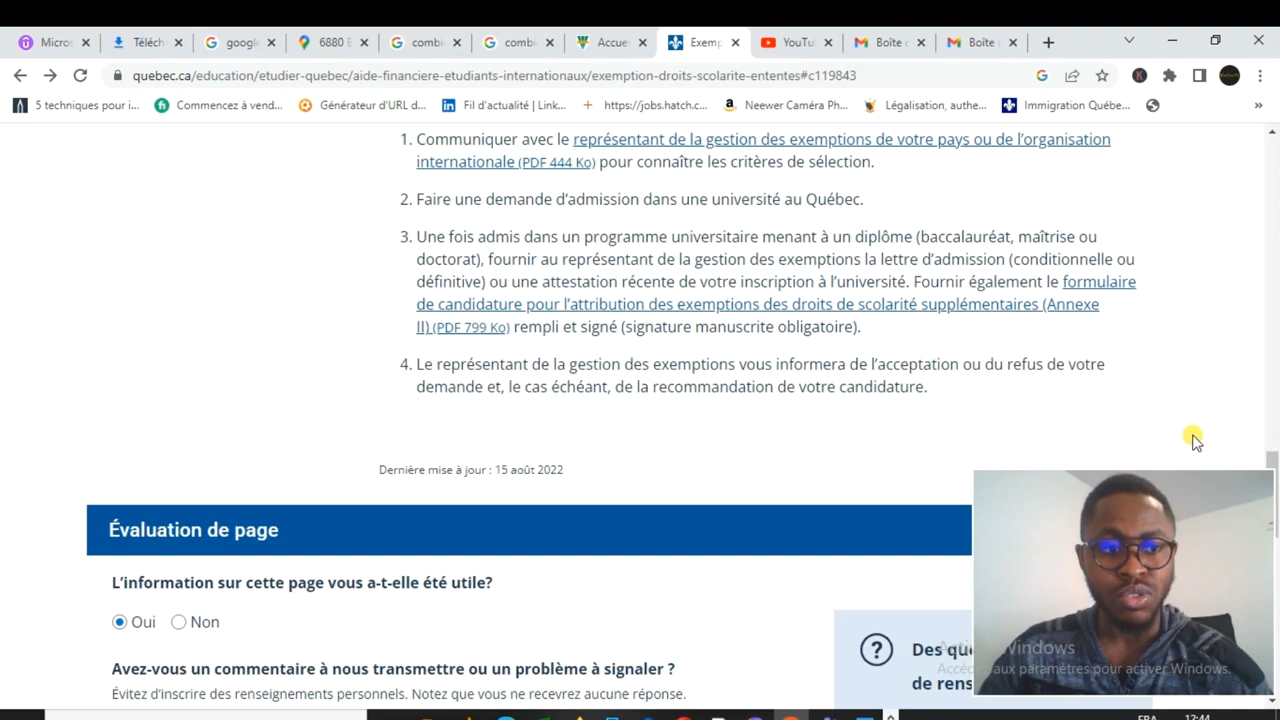 Micros
Téléch
google
6880 E
combi
combi
Accue
Exemp
YouTu
Boîte d
Boîte d
quebec.ca/education/etudier-quebec/aide-financiere-etudiants-internationaux/exemption-droits-scolarite-ententes#c119843
5 techniques pour i...
Commencez à vend...
Générateur d'URL d...
Fil d'actualité | Link...
https://jobs.hatch.c...
Neewer Caméra Ph...
Légalisation, authe...
Immigration Québe...
1. Communiquer avec le représentant de la gestion des exemptions de votre pays ou de l'organisation
internationale (PDF 444 Ko) pour connaître les critères de sélection.
2. Faire une demande d'admission dans une université au Québec.
3. Une fois admis dans un programme universitaire menant à un diplôme (baccalauréat, maîtrise ou
doctorat), fournir au représentant de la gestion des exemptions la lettre d'admission (conditionnelle ou
définitive) ou une attestation récente de votre inscription à l'université. Fournir également le formulaire
de candidature pour l'attribution des exemptions des droits de scolarité supplémentaires (Annexe
II) (PDF 799 Ko) rempli et signé (signature manuscrite obligatoire).
4. Le représentant de la gestion des exemptions vous informera de l'acceptation ou du refus de votre
demande et, le cas échéant, de la recommandation de votre candidature.
Dernière mise à jour : 15 août 2022
Évaluation de page
L'information sur cette page vous a-t-elle été utile?
Oui Non
Avez-vous un commentaire à nous transmettre ou un problème à signaler ?
Évitez d'inscrire des renseignements personnels. Notez que vous ne recevrez aucune réponse.
Des qu
de rens
Windows
aux paramètres pour activer Windows.